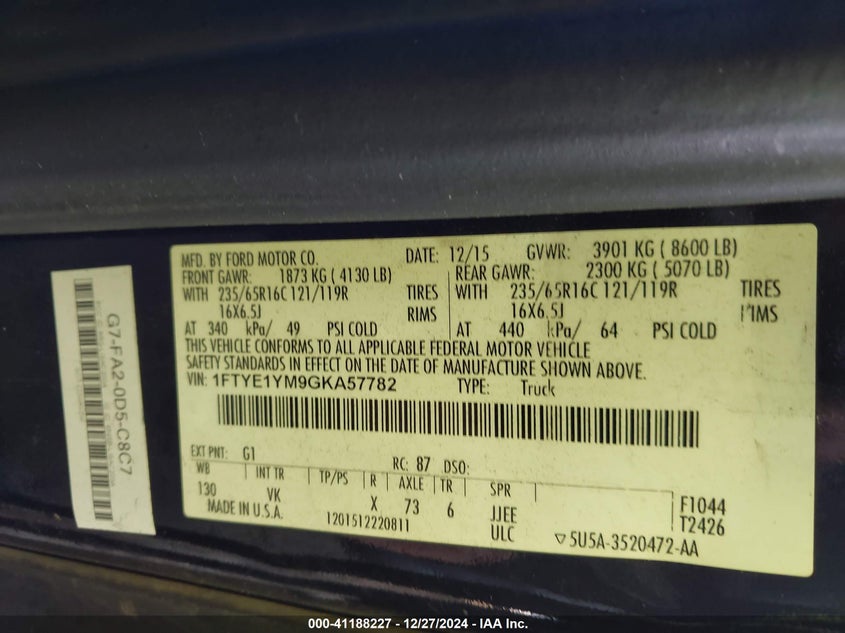 MFD. BY FORD MOTOR CO. DATE: 12/15 GVWR: 3901 KG ( 8600 LB)
FRONT GAWR: 1873 KG ( 4130 LB) REAR GAWR: 2300 KG ( 5070 LB)
WITH 235/65R16C 121/119R TIRES WITH 235/65R16C 121/119R TIRES
16X6.5J RIMS 16X6.5J RIMS
AT 340 kPa/ 49 PSI COLD AT 440 kPa/ 64 PSI COLD
THIS VEHICLE CONFORMS TO ALL APPLICABLE FEDERAL MOTOR VEHICLE
SAFETY STANDARDS IN EFFECT ON THE DATE OF MANUFACTURE SHOWN ABOVE.
VIN: 1FTYE1YM9GKA57782 TYPE: Truck
EXT PNT: G1 RC: 87 DSO:
WB INT TR TP/PS R AXLE TR SPR
130 VK X 73 6 JJEE F1044
MADE IN U.S.A. 1201512220811 ULC T2426
▽5U5A-3520472-AA
G7-FA2-0D5-C8C7
000-41188227 - 12/27/2024 - IAA Inc.